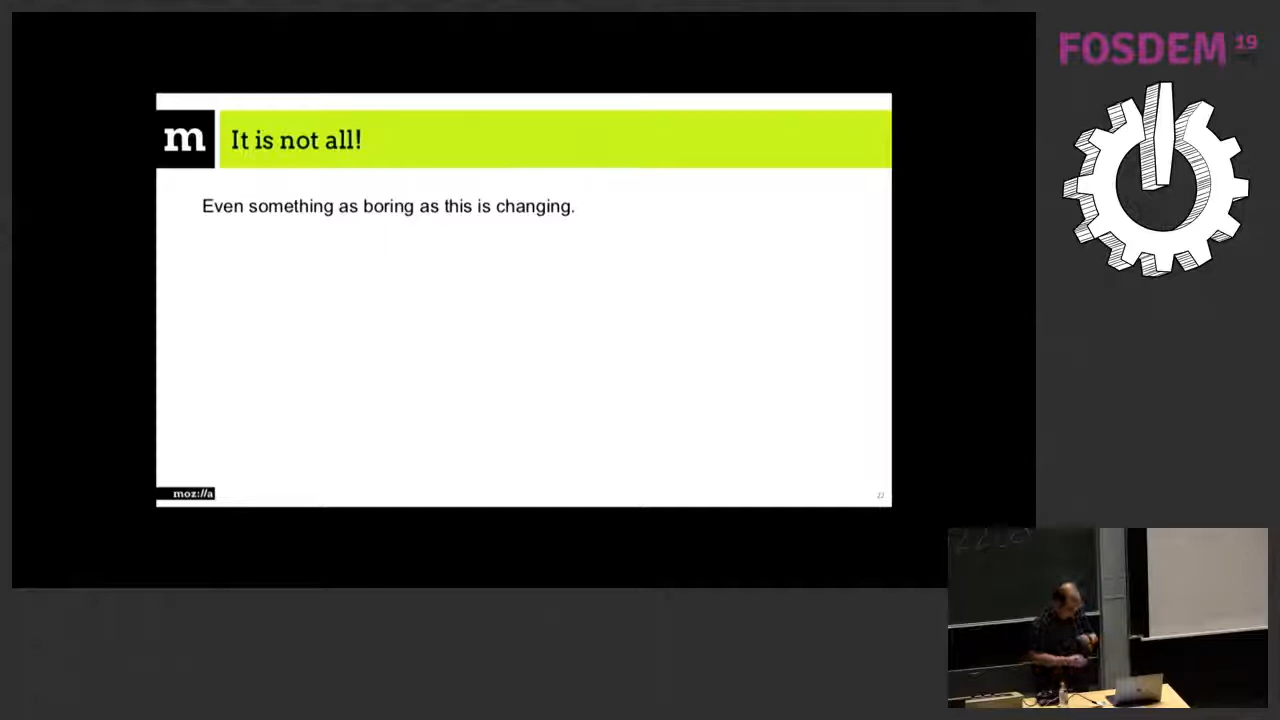 FOSDEM 19
m It is not all!
Even something as boring as this is changing.
moz://a